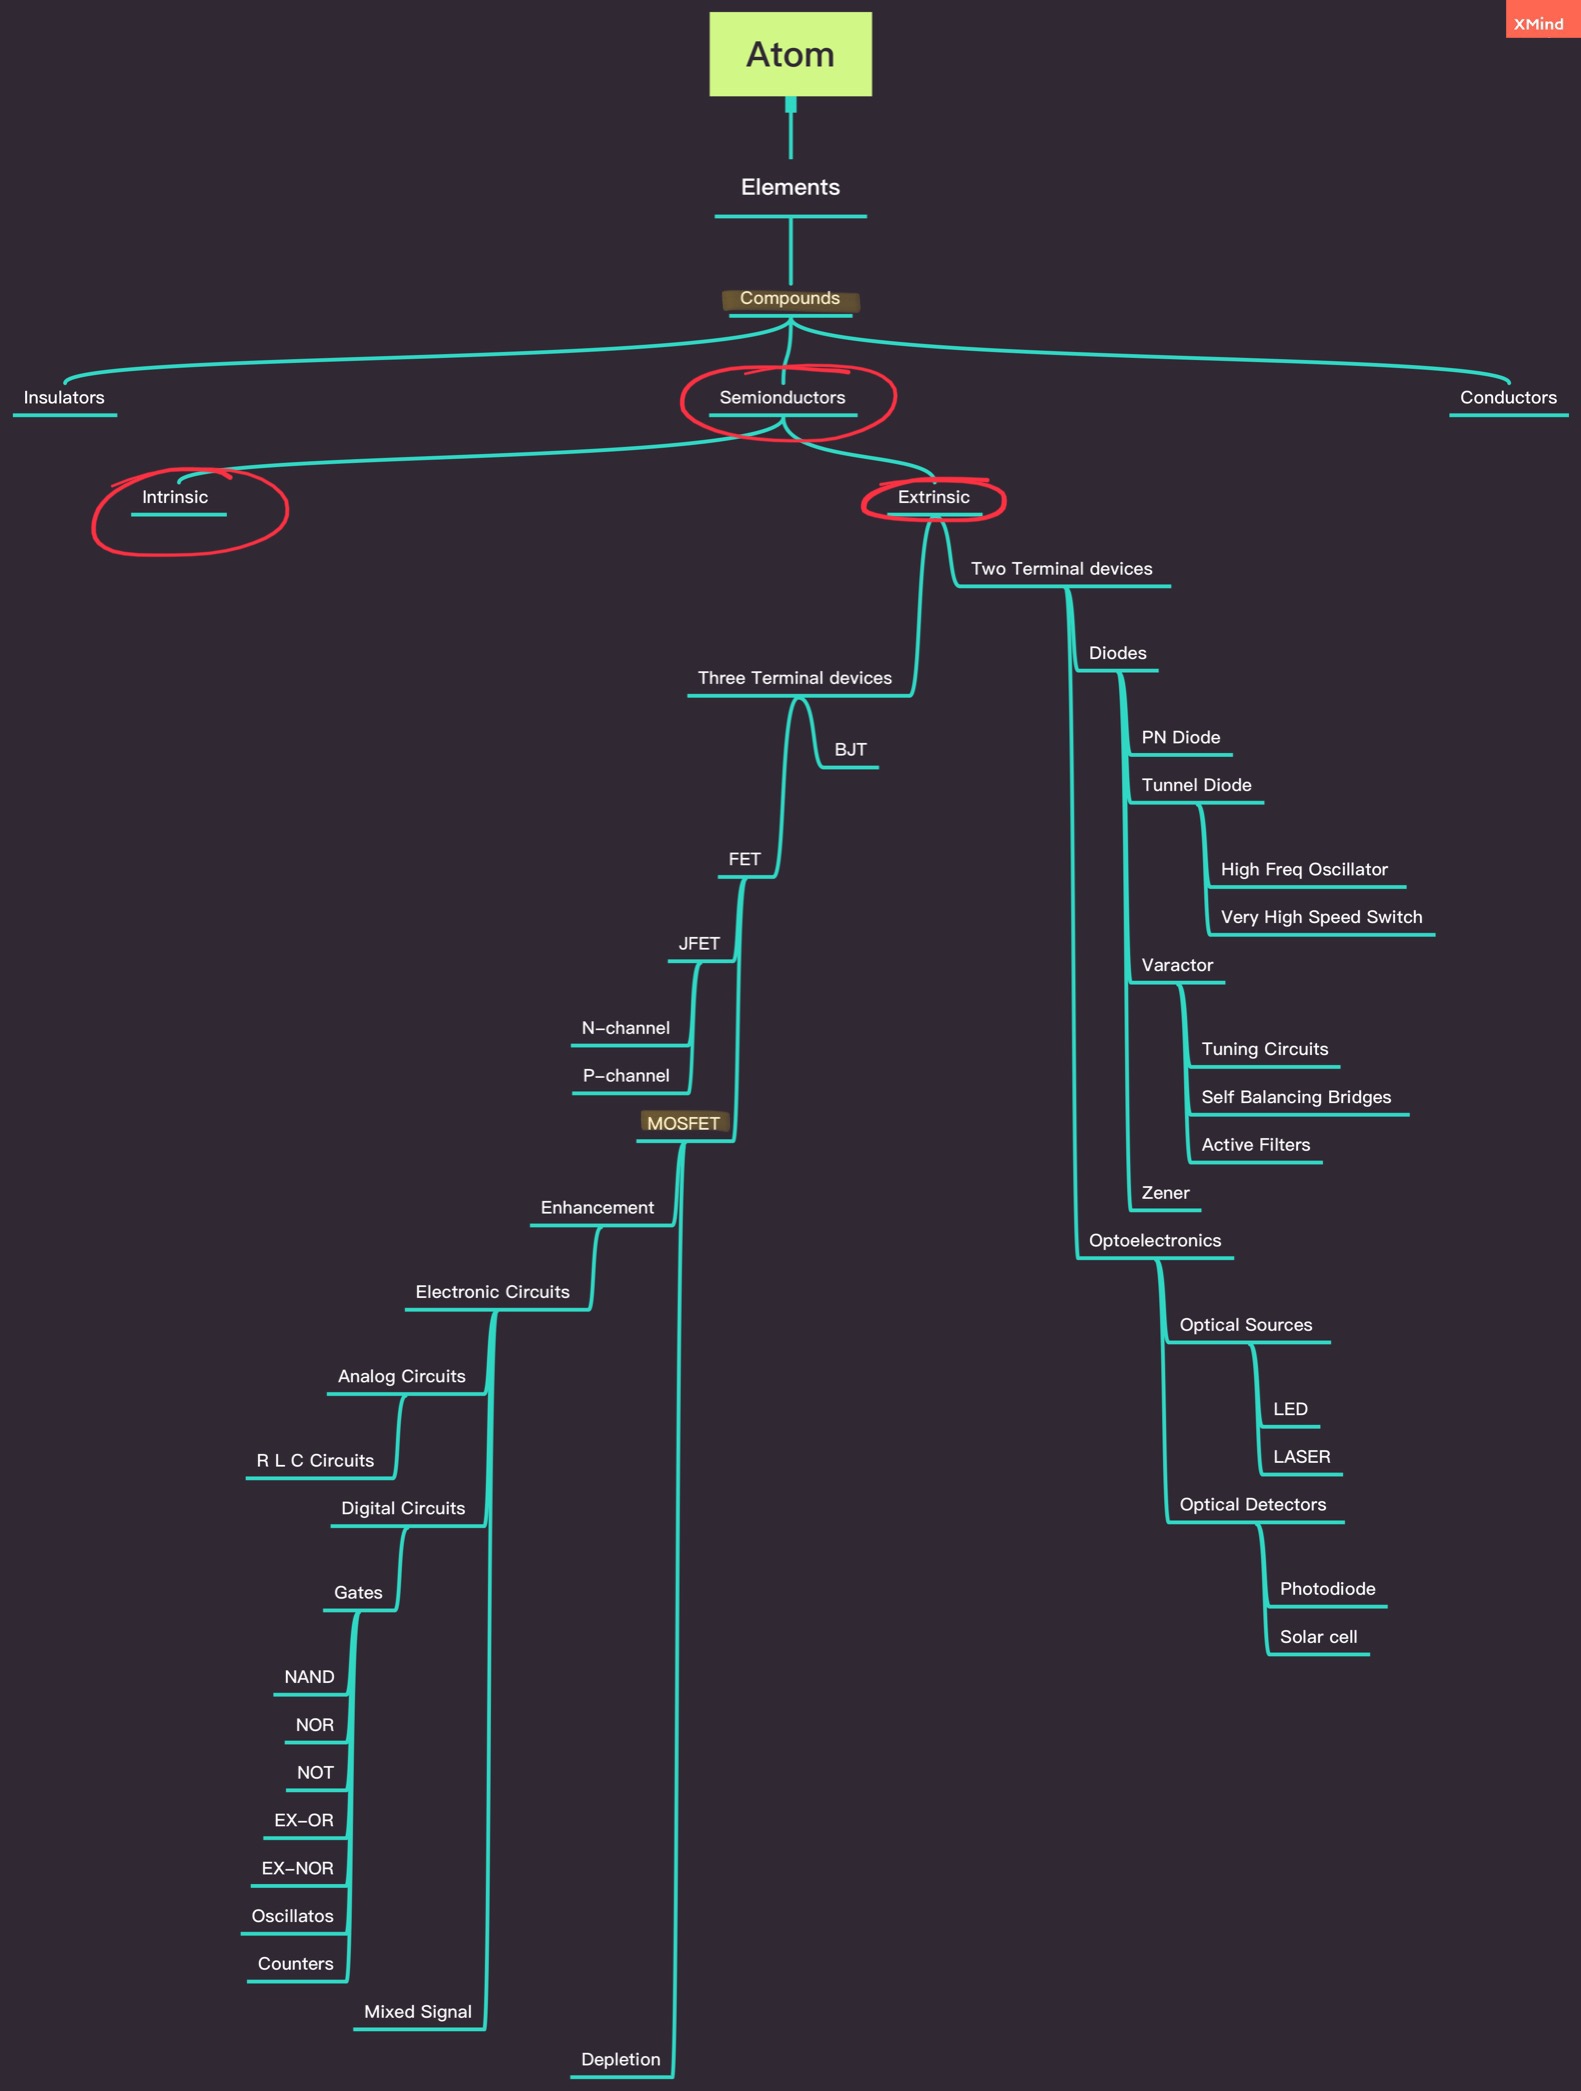 XMind
Atom
Elements
Compounds
Insulators
Semionductors
Conductors
Intrinsic
Extrinsic
Two Terminal devices
Diodes
Three Terminal devices
PN Diode
BJT
Tunnel Diode
FET
High Freq Oscillator
Very High Speed Switch
JFET
Varactor
N-channel
Tuning Circuits
P-channel
Self Balancing Bridges
MOSFET
Active Filters
Zener
Enhancement
Optoelectronics
Electronic Circuits
Optical Sources
Analog Circuits
LED
R L C Circuits
LASER
Digital Circuits
Optical Detectors
Gates
Photodiode
Solar cell
NAND
NOR
NOT
EX-OR
EX-NOR
Oscillatos
Counters
Mixed Signal
Depletion